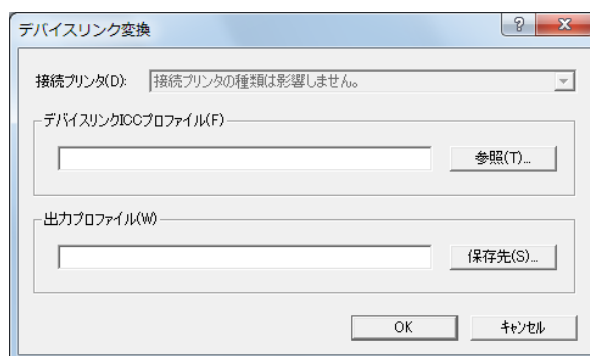 デバイスリンク変換
接続プリンタ(D): 接続プリンタの種類は影響しません。
デバイスリンクICCプロファイル(F)
参照(T)...
出力プロファイル(W)
保存先(S)...
OK キャンセル